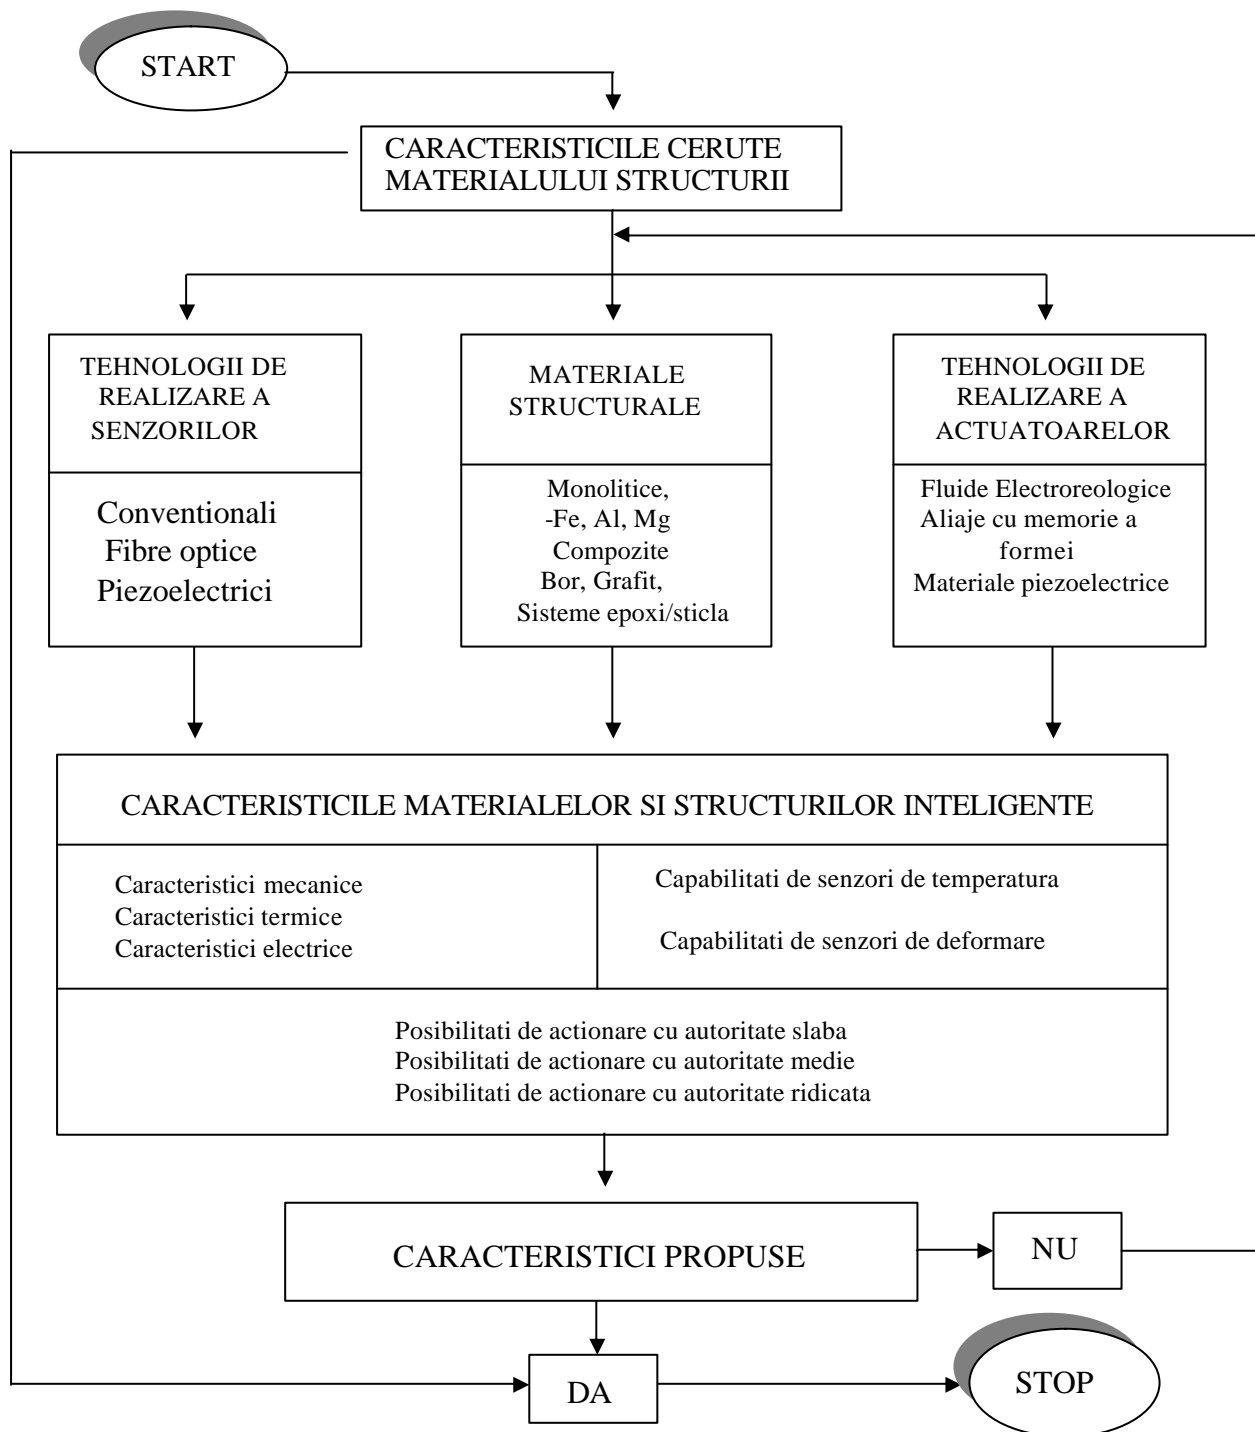 START
CARACTERISTICILE CERUTE
MATERIALULUI STRUCTURII
TEHNOLOGII DE
REALIZARE A
SENZORILOR
Conventionali
Fibre optice
Piezoelectrici
MATERIALE
STRUCTURALE
Monolitice,
-Fe, Al, Mg
Compozite
Bor, Grafit,
Sisteme epoxi/sticla
TEHNOLOGII DE
REALIZARE A
ACTUATOARELOR
Fluide Electroreologice
Aliaje cu memorie a
formei
Materiale piezoelectrice
CARACTERISTICILE MATERIALELOR SI STRUCTURILOR INTELIGENTE
Caracteristici mecanice
Caracteristici termice
Caracteristici electrice
Capabilitati de senzori de temperatura
Capabilitati de senzori de deformare
Posibilitati de actionare cu autoritate slaba
Posibilitati de actionare cu autoritate medie
Posibilitati de actionare cu autoritate ridicata
CARACTERISTICI PROPUSE
NU
DA
STOP